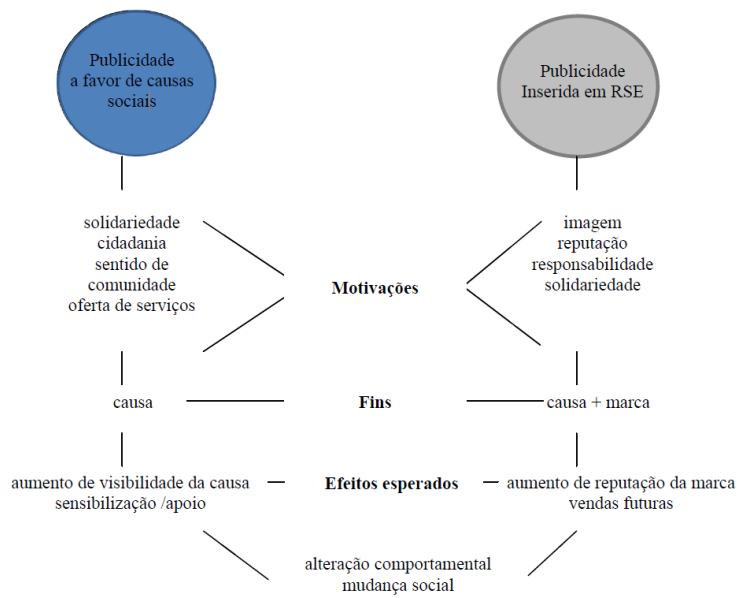 Publicidade
a favor de causas
sociais
Publicidade
Inserida em RSE
solidariedade
cidadania
sentido de
comunidade
oferta de serviços
Motivações
imagem
reputação
responsabilidade
solidariedade
causa
Fins
causa + marca
aumento de visibilidade da causa
sensibilização /apoio
Efeitos esperados
aumento de reputação da marca
vendas futuras
alteração comportamental
mudança social